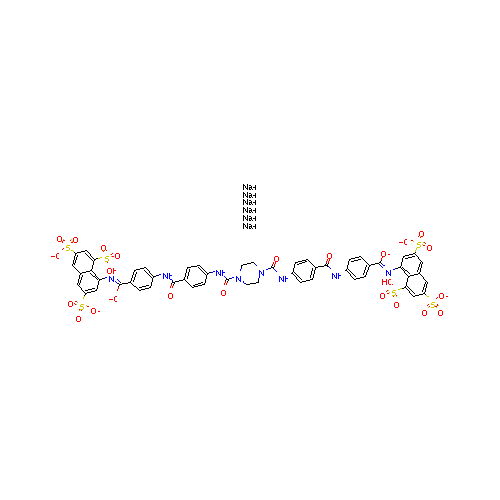 Na+
Na+
Na+
Na+
Na+
Na+
O O O O
-O S S
OH N NH NH
-O O
O S O-
O
O N N O
NH O NH
O- N
HO
O
-O S O
O S O
O
S O-
O O